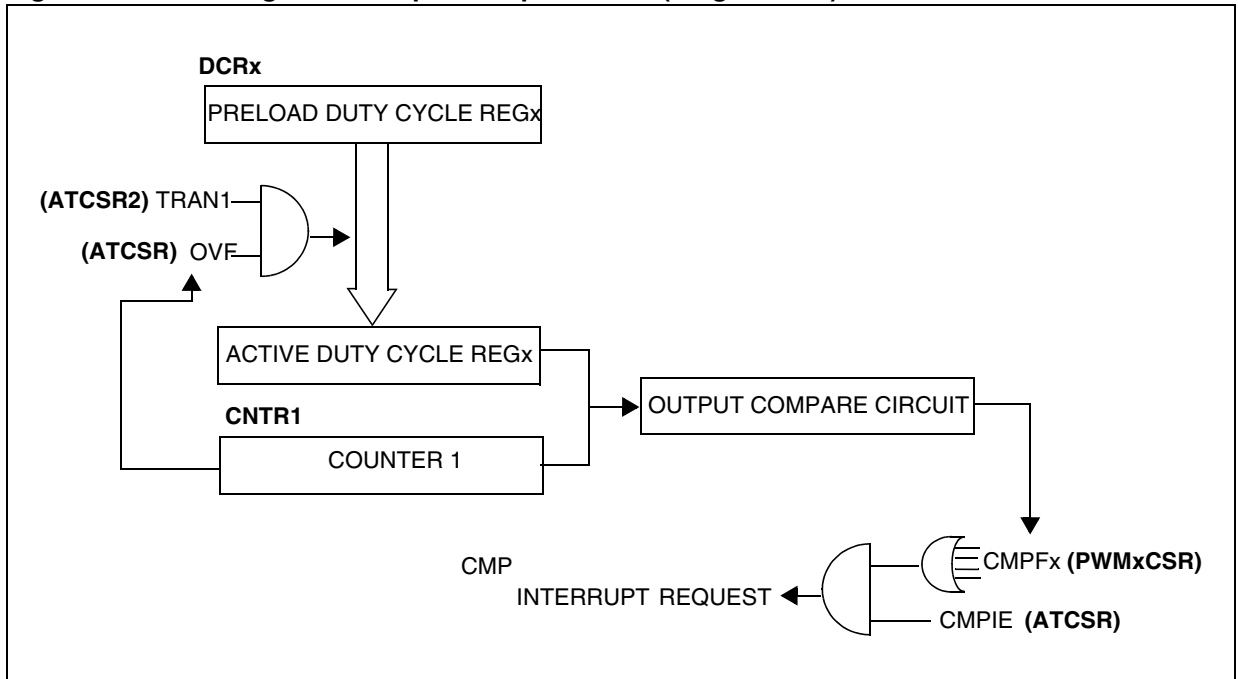 DCRx
PRELOAD DUTY CYCLE REGx
(ATCSR2) TRAN1
(ATCSR) OVF
ACTIVE DUTY CYCLE REGx
CNTR1
OUTPUT COMPARE CIRCUIT
COUNTER 1
CMP
CMPFx (PWMxCSR)
INTERRUPT REQUEST
CMPIE (ATCSR)